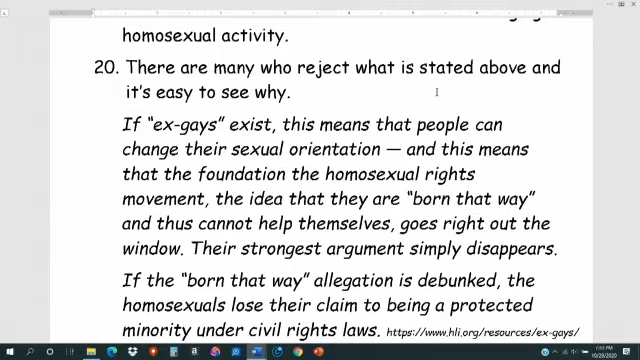 homosexual activity.
20. There are many who reject what is stated above and
it's easy to see why.
If "ex-gays" exist, this means that people can
change their sexual orientation — and this means
that the foundation the homosexual rights
movement, the idea that they are "born that way"
and thus cannot help themselves, goes right out the
window. Their strongest argument simply disappears.
If the "born that way" allegation is debunked, the
homosexuals lose their claim to being a protected
minority under civil rights laws. https://www.hli.org/resources/ex-gays/
10/29/2020